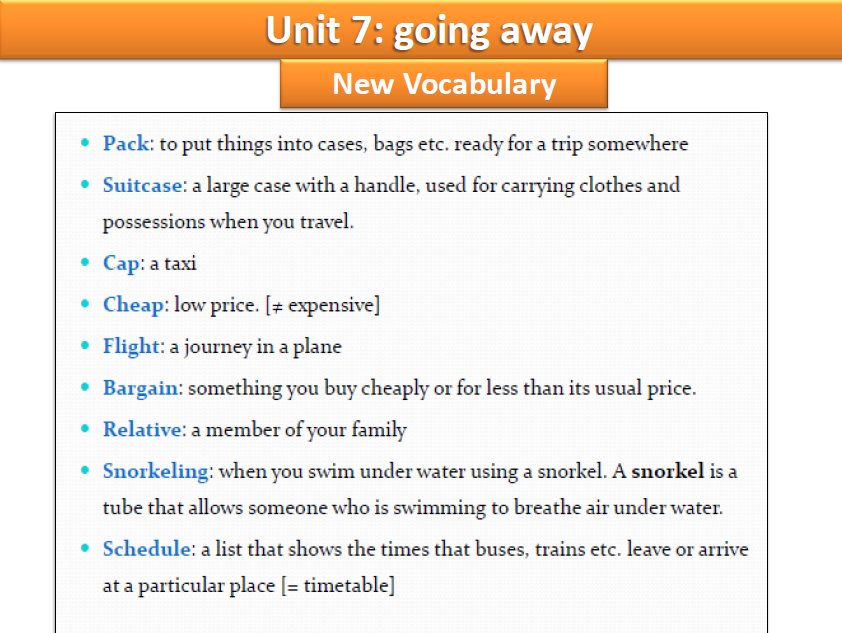 Unit 7: going away
New Vocabulary
• Pack: to put things into cases, bags etc. ready for a trip somewhere
• Suitcase: a large case with a handle, used for carrying clothes and
possessions when you travel.
• Cap: a taxi
• Cheap: low price. [≠ expensive]
• Flight: a journey in a plane
• Bargain: something you buy cheaply or for less than its usual price.
• Relative: a member of your family
• Snorkeling: when you swim under water using a snorkel. A snorkel is a
tube that allows someone who is swimming to breathe air under water.
• Schedule: a list that shows the times that buses, trains etc. leave or arrive
at a particular place [= timetable]